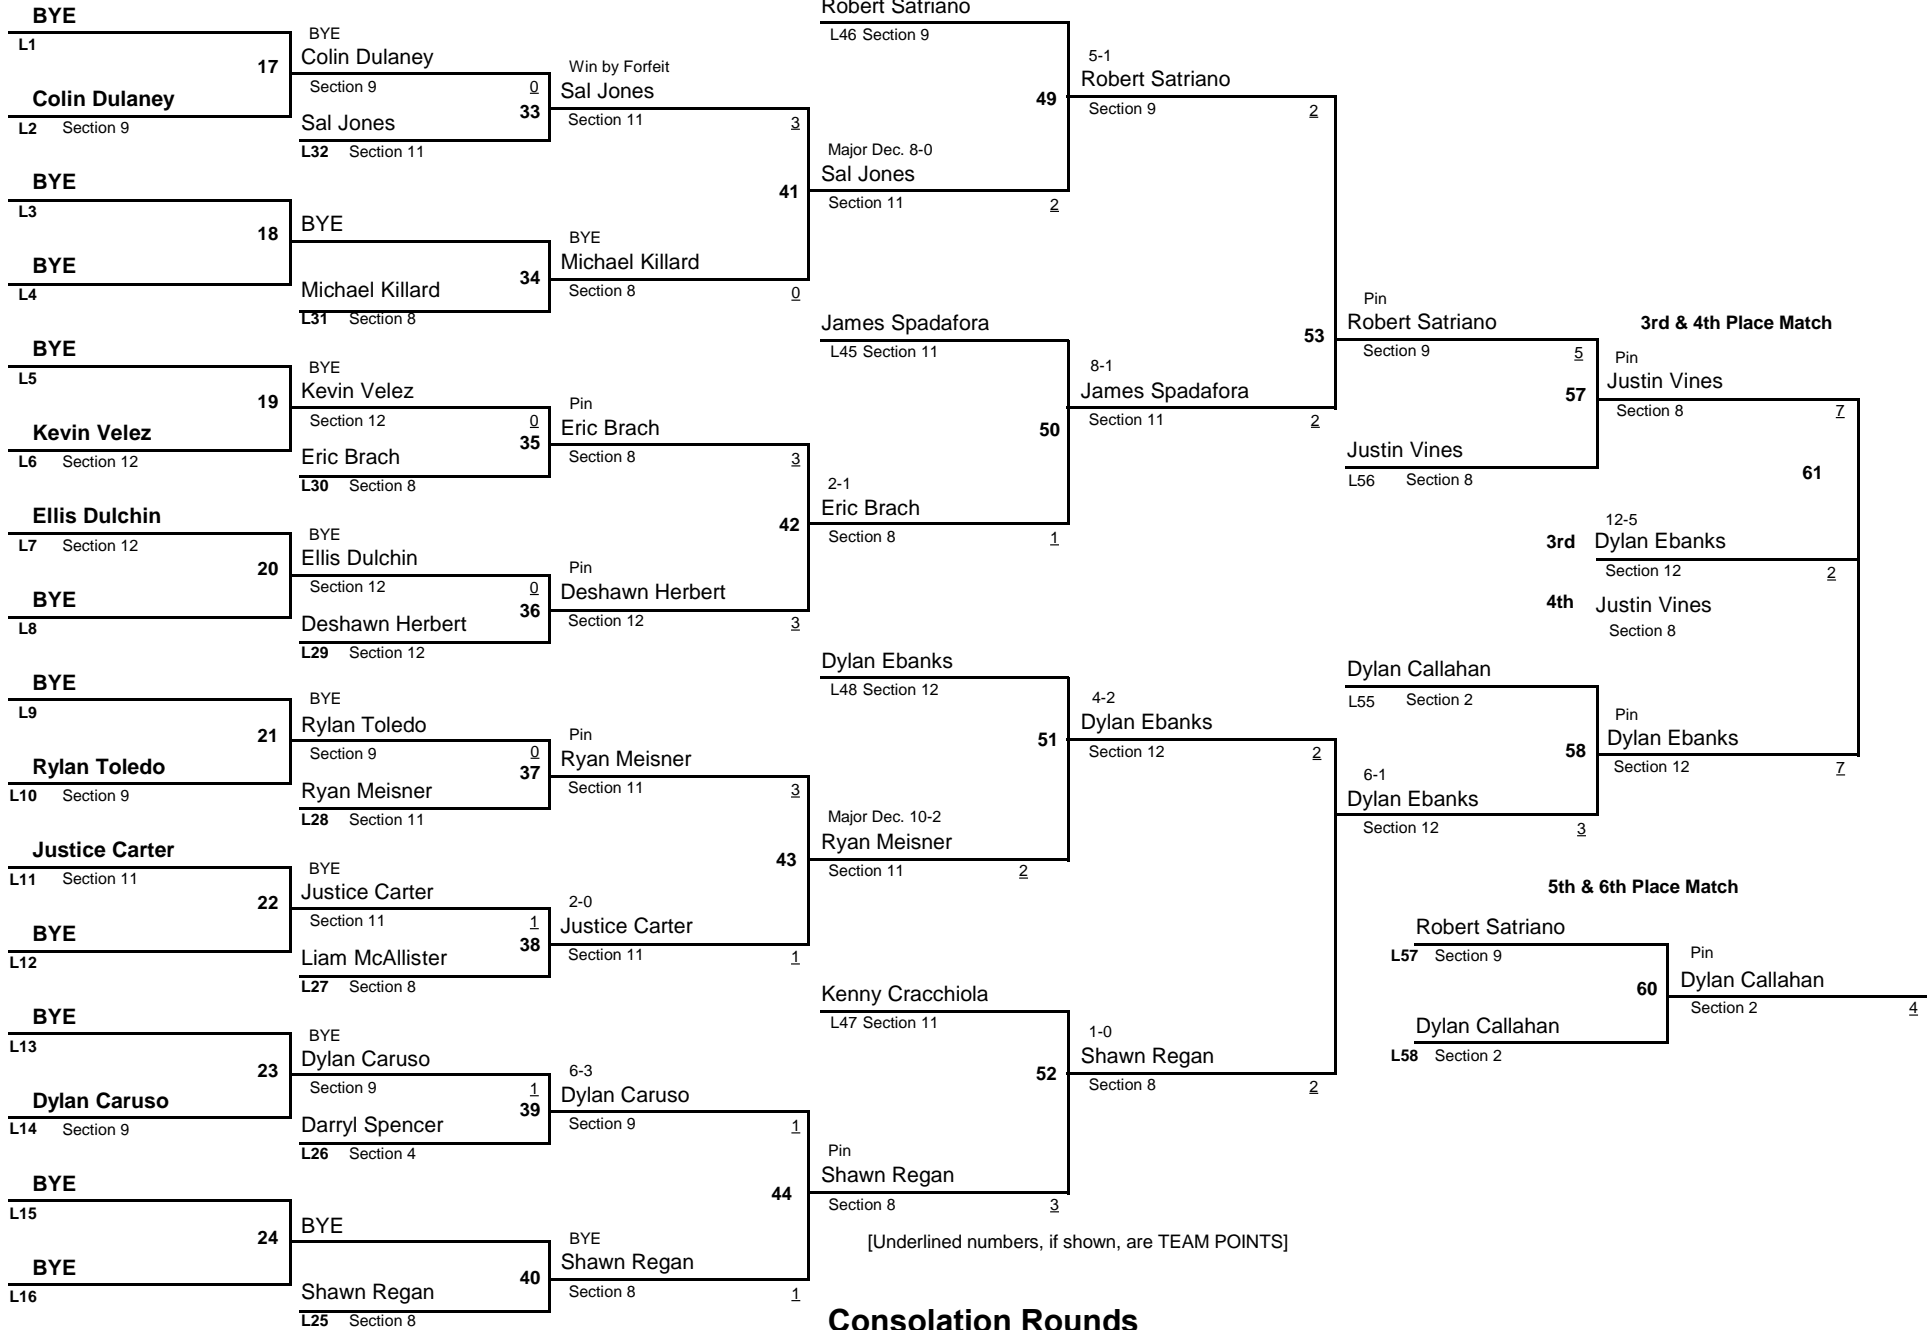 BYE
L1
17
Colin Dulaney
L2 Section 9
BYE
L3
18
BYE
L4
BYE
L5
19
Kevin Velez
L6 Section 12
Ellis Dulchin
L7 Section 12
20
BYE
L8
BYE
L9
21
Rylan Toledo
L10 Section 9
Justice Carter
L11 Section 11
22
BYE
L12
BYE
L13
23
Dylan Caruso
L14 Section 9
BYE
L15
24
BYE
L16
BYE
Colin Dulaney
Section 9 0
33
Sal Jones
L32 Section 11
BYE
34
Michael Killard
L31 Section 8
BYE
Kevin Velez
Section 12 0
35
Eric Brach
L30 Section 8
BYE
Ellis Dulchin
Section 12 0
36
Deshawn Herbert
L29 Section 12
BYE
Rylan Toledo
Section 9 0
37
Ryan Meisner
L28 Section 11
BYE
Justice Carter
Section 11 1
38
Liam McAllister
L27 Section 8
BYE
Dylan Caruso
Section 9 1
39
Darryl Spencer
L26 Section 4
BYE
40
Shawn Regan
L25 Section 8
Win by Forfeit
Sal Jones
Section 11 3
41
BYE
Michael Killard
Section 8 0
Pin
Eric Brach
Section 8 3
42
Pin
Deshawn Herbert
Section 12 3
Pin
Ryan Meisner
Section 11 3
43
2-0
Justice Carter
Section 11 1
6-3
Dylan Caruso
Section 9 1
44
BYE
Shawn Regan
Section 8 1
Robert Satriano
L46 Section 9
49
Major Dec. 8-0
Sal Jones
Section 11 2
James Spadafora
L45 Section 11
50
2-1
Eric Brach
Section 8 1
Dylan Ebanks
L48 Section 12
51
Major Dec. 10-2
Ryan Meisner
Section 11 2
Kenny Cracchiola
L47 Section 11
52
Pin
Shawn Regan
Section 8 3
[Underlined numbers, if shown, are TEAM POINTS]
Consolation Rounds
5-1
Robert Satriano
Section 9 2
53
8-1
James Spadafora
Section 11 2
4-2
Dylan Ebanks
Section 12 2
1-0
Shawn Regan
Section 8 2
Pin
Robert Satriano
Section 9 5
57
Justin Vines
L56 Section 8
Dylan Callahan
L55 Section 2
58
6-1
Dylan Ebanks
Section 12 3
3rd & 4th Place Match
Pin
Justin Vines
Section 8 7
61
12-5
3rd Dylan Ebanks
Section 12 2
4th Justin Vines
Section 8
Pin
Dylan Ebanks
Section 12 7
5th & 6th Place Match
Robert Satriano
L57 Section 9
60
Dylan Callahan
L58 Section 2
Pin
Dylan Callahan
Section 2 4